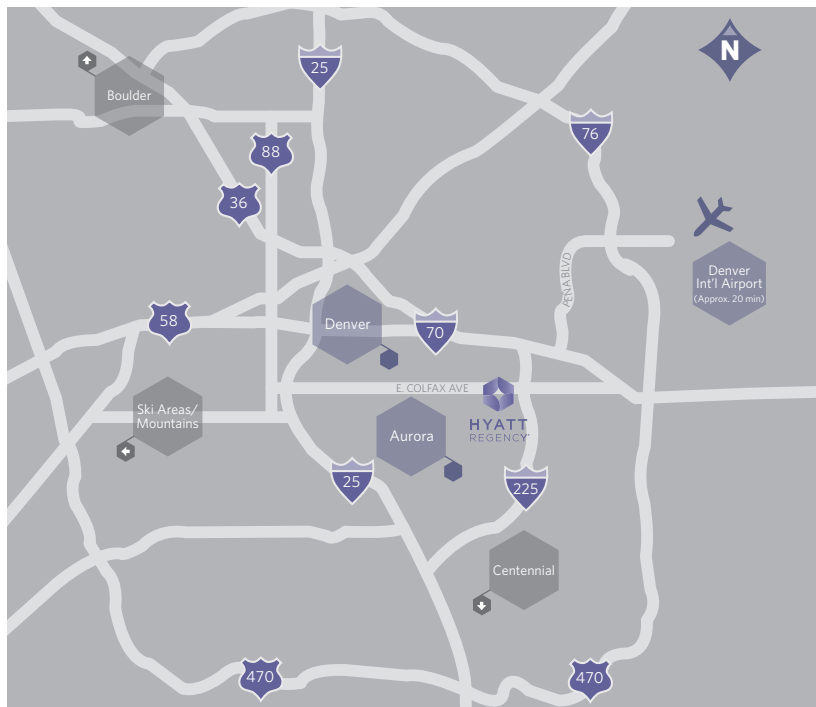 N
25
76
Boulder
88
36
Denver
Int'l Airport
(Approx. 20 min)
PEÑA BLVD
58
Denver
70
E. COLFAX AVE
Ski Areas/
Mountains
Aurora
HYATT
REGENCY
25
225
Centennial
470
470